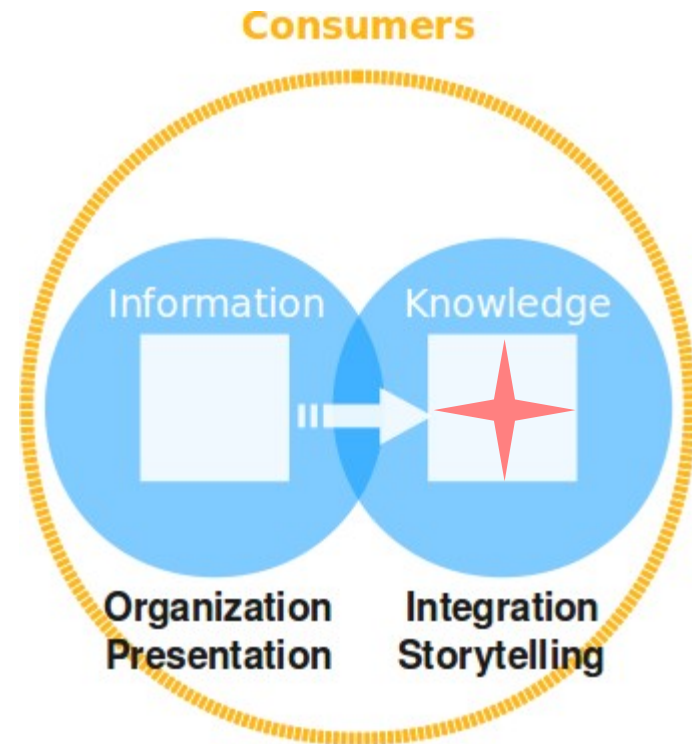 Consumers
Information
Knowledge
Organization
Presentation
Integration
Storytelling